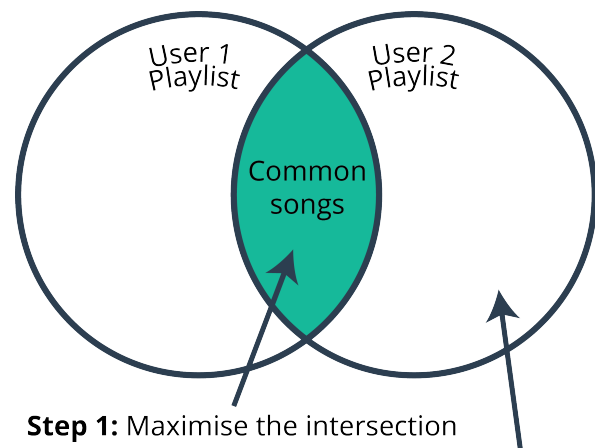 User 1
Playlist
User 2
Playlist
Common
songs
Step 1: Maximise the intersection